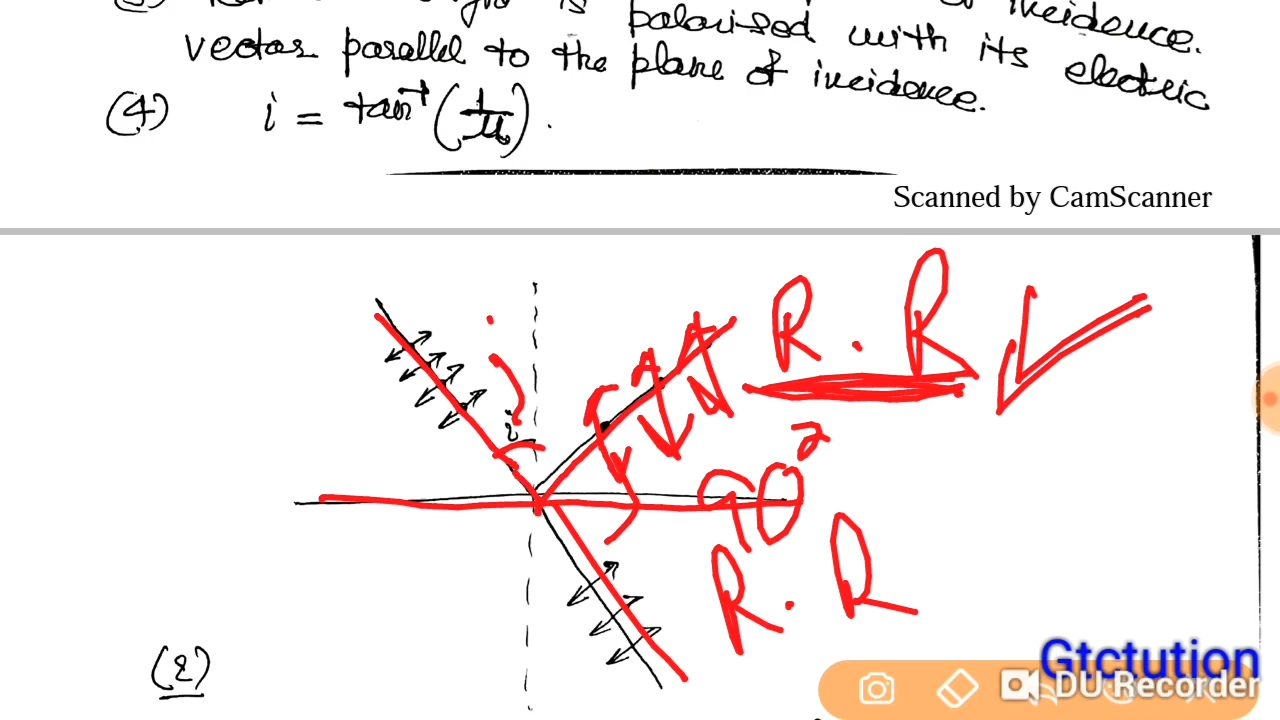 is polarised with its electric
vector parallel to the plane of incidence.
(4) i = tan⁻¹ (1/μ).
Scanned by CamScanner
R . R
i
i
90°
R . R
(2)
Gtctution
DU Recorder